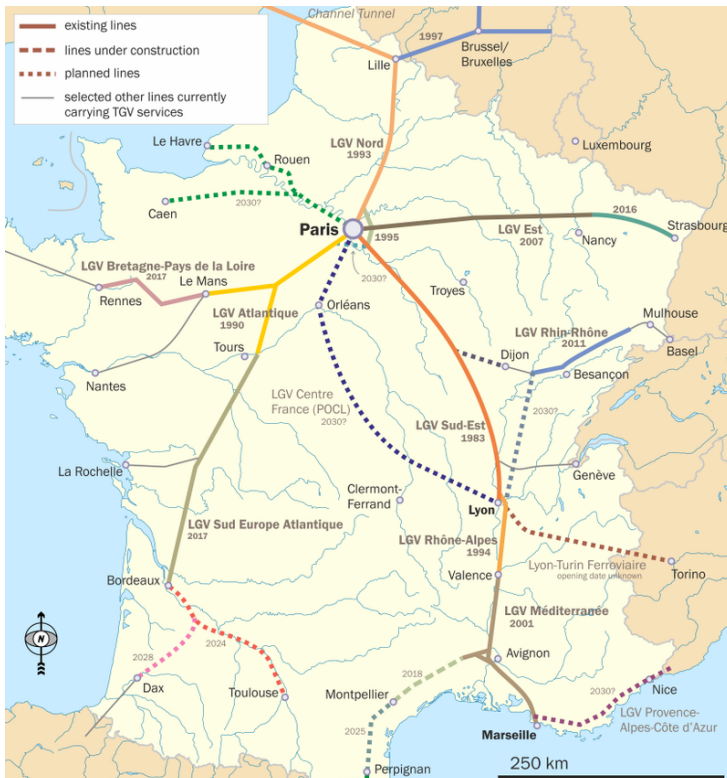 existing lines
lines under construction
planned lines
selected other lines currently
carrying TGV services
Channel Tunnel
1997
Brussel/
Bruxelles
Lille
Le Havre
Rouen
LGV Nord
1993
Luxembourg
Caen
2030?
Paris
1995
2016
LGV Est
2007
Strasbourg
Nancy
2030?
LGV Bretagne-Pays de la Loire
2017
Le Mans
Rennes
Troyes
Orléans
LGV Atlantique
1990
Mulhouse
LGV Rhin-Rhône
2011
Basel
Tours
Dijon
Besançon
Nantes
LGV Centre
France (POCL)
2030?
2030?
LGV Sud-Est
1983
La Rochelle
Genève
Clermont-
Ferrand
Lyon
LGV Sud Europe Atlantique
2017
LGV Rhône-Alpes
1994
Lyon-Turin Ferroviaire
opening date unknown
Torino
Valence
Bordeaux
LGV Méditerranée
2001
N
2024
2028
Avignon
2018
Dax
Toulouse
Montpellier
2030?
Nice
LGV Provence-
Alpes-Côte d'Azur
2025
Marseille
250 km
Perpignan